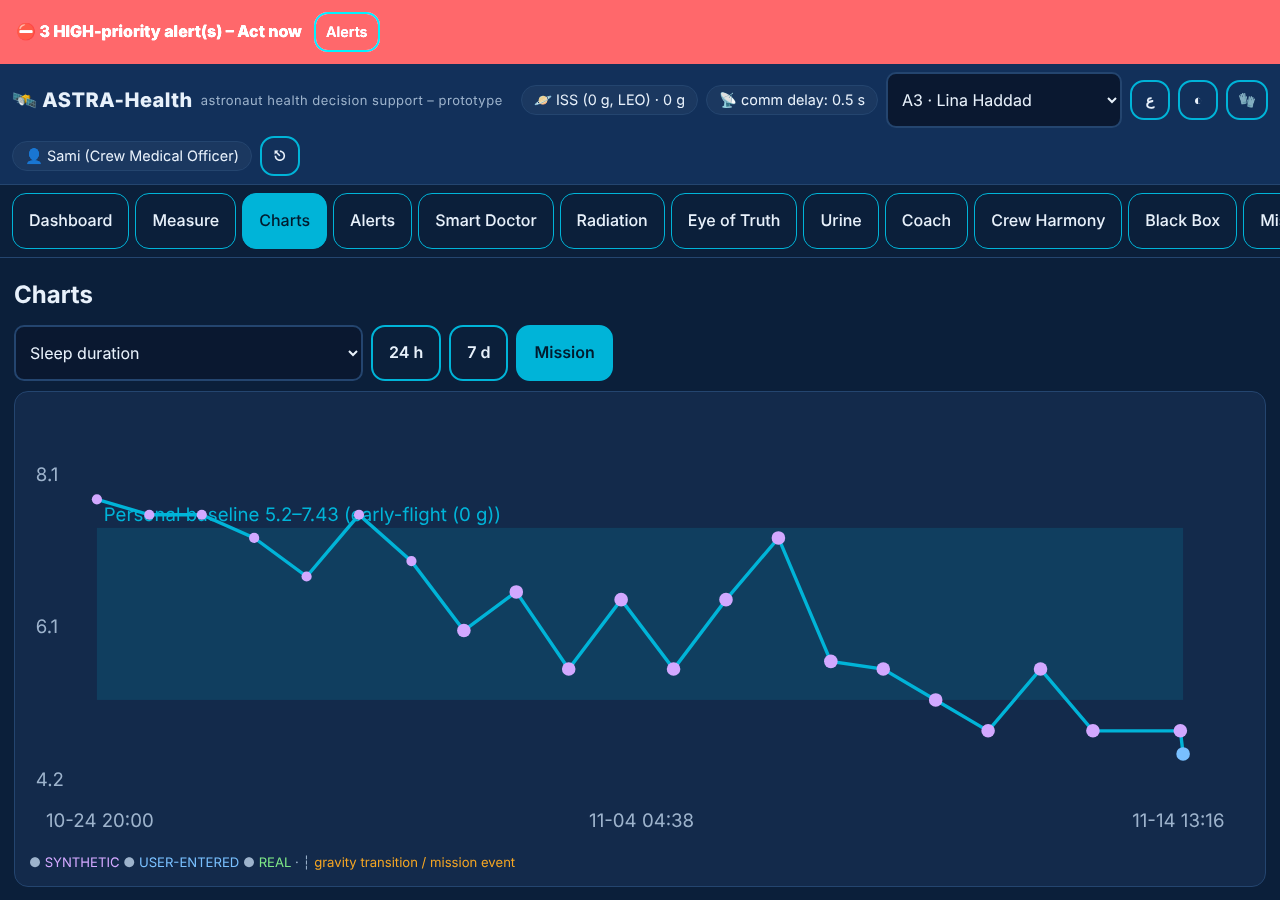 ⛔ 3 HIGH-priority alert(s) – Act now Alerts
🛰️ ASTRA-Health astronaut health decision support – prototype 🪐 ISS (0 g, LEO) · 0 g 📡 comm delay: 0.5 s A3 · Lina Haddad ع ◐ 🧤
👤 Sami (Crew Medical Officer) ⎋
Dashboard Measure Charts Alerts Smart Doctor Radiation Eye of Truth Urine Coach Crew Harmony Black Box Mi
Charts
Sleep duration 24 h 7 d Mission
8.1
Personal baseline 5.2–7.43 (early-flight (0 g))
6.1
4.2
10-24 20:00 11-04 04:38 11-14 13:16
● SYNTHETIC ● USER-ENTERED ● REAL · ┊ gravity transition / mission event